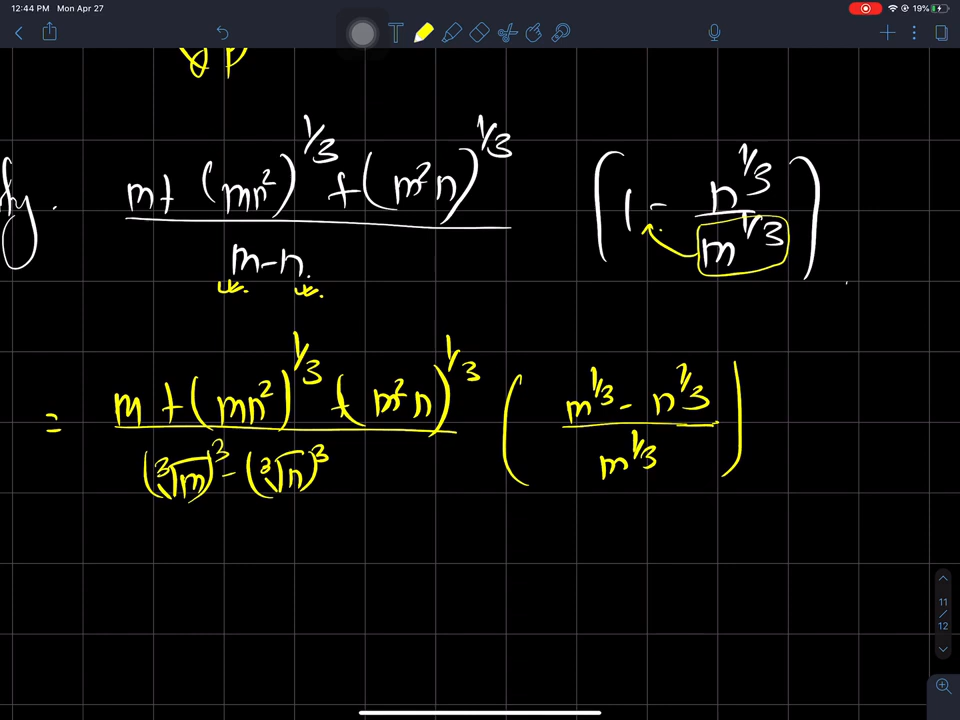 12:44 PM Mon Apr 27
19%
T
m + (mn²)^1/3 + (m²n)^1/3 / m-n (1 - n^1/3 / m^1/3)
= m + (mn²)^1/3 + (m²n)^1/3 / (∛m)³ - (∛n)³ (m^1/3 - n^1/3 / m^1/3)
11
/
12